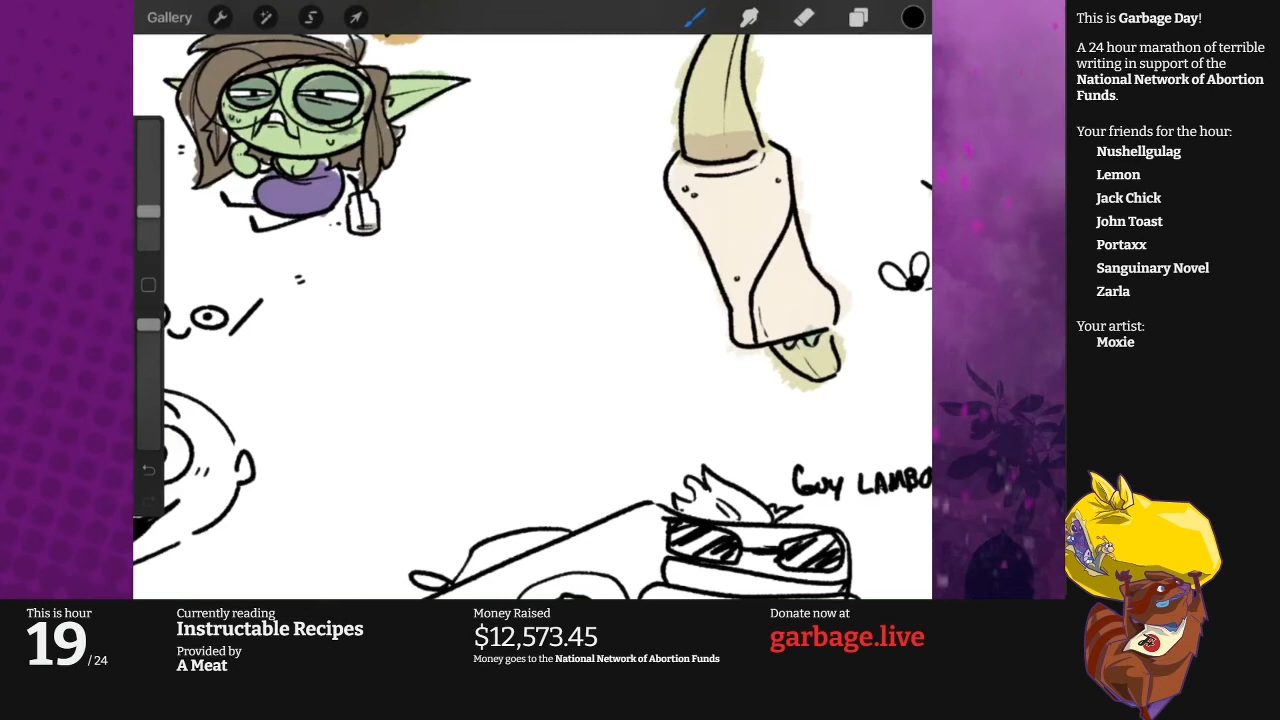 Gallery
GUY LAMBO
This is Garbage Day!
A 24 hour marathon of terrible
writing in support of the
National Network of Abortion
Funds.
Your friends for the hour:
Nushellgulag
Lemon
Jack Chick
John Toast
Portaxx
Sanguinary Novel
Zarla
Your artist:
Moxie
This is hour
19 / 24
Currently reading
Instructable Recipes
Provided by
A Meat
Money Raised
$12,573.45
Money goes to the National Network of Abortion Funds
Donate now at
garbage.live